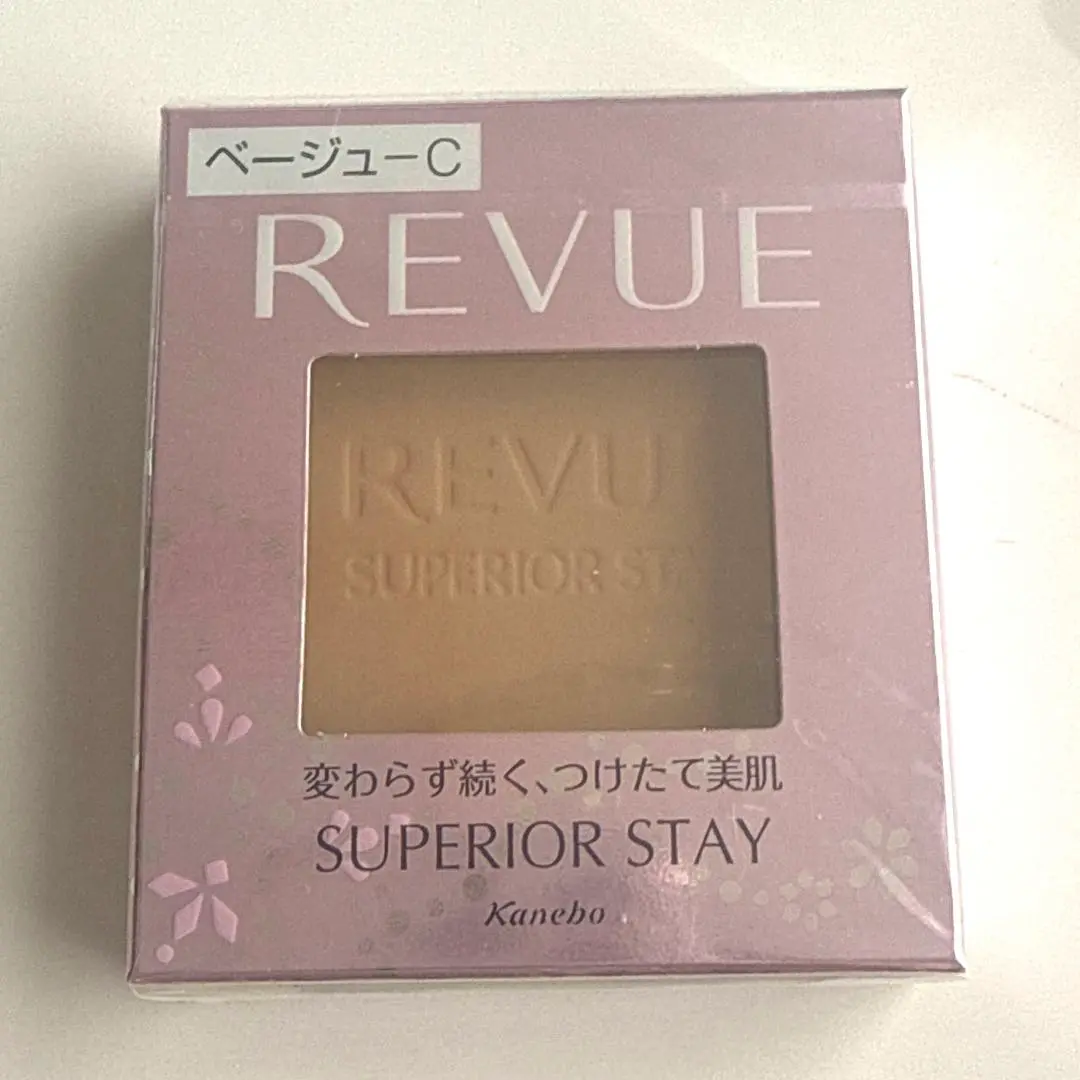 ベージュ−C
REVUE
REVU
SUPERIOR STAY
変わらず続く、つけたて美肌
SUPERIOR STAY
Kanebo